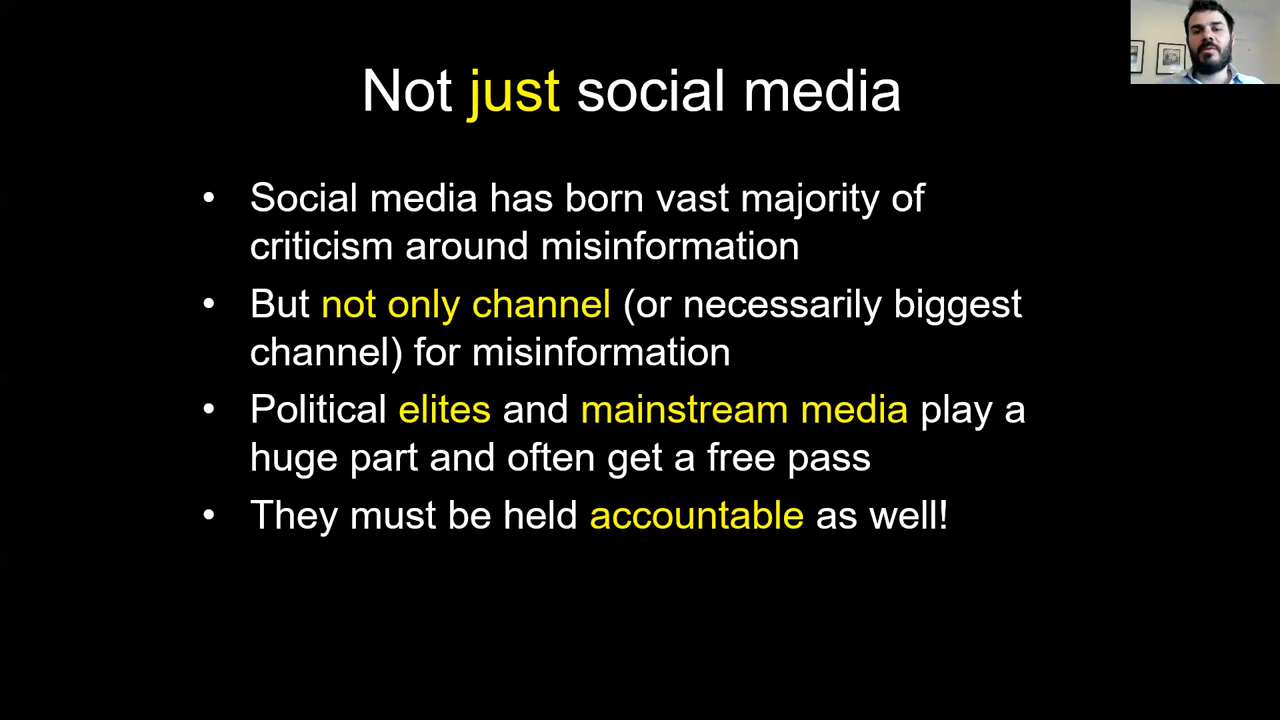 Not just social media
• Social media has born vast majority of
criticism around misinformation
• But not only channel (or necessarily biggest
channel) for misinformation
• Political elites and mainstream media play a
huge part and often get a free pass
• They must be held accountable as well!